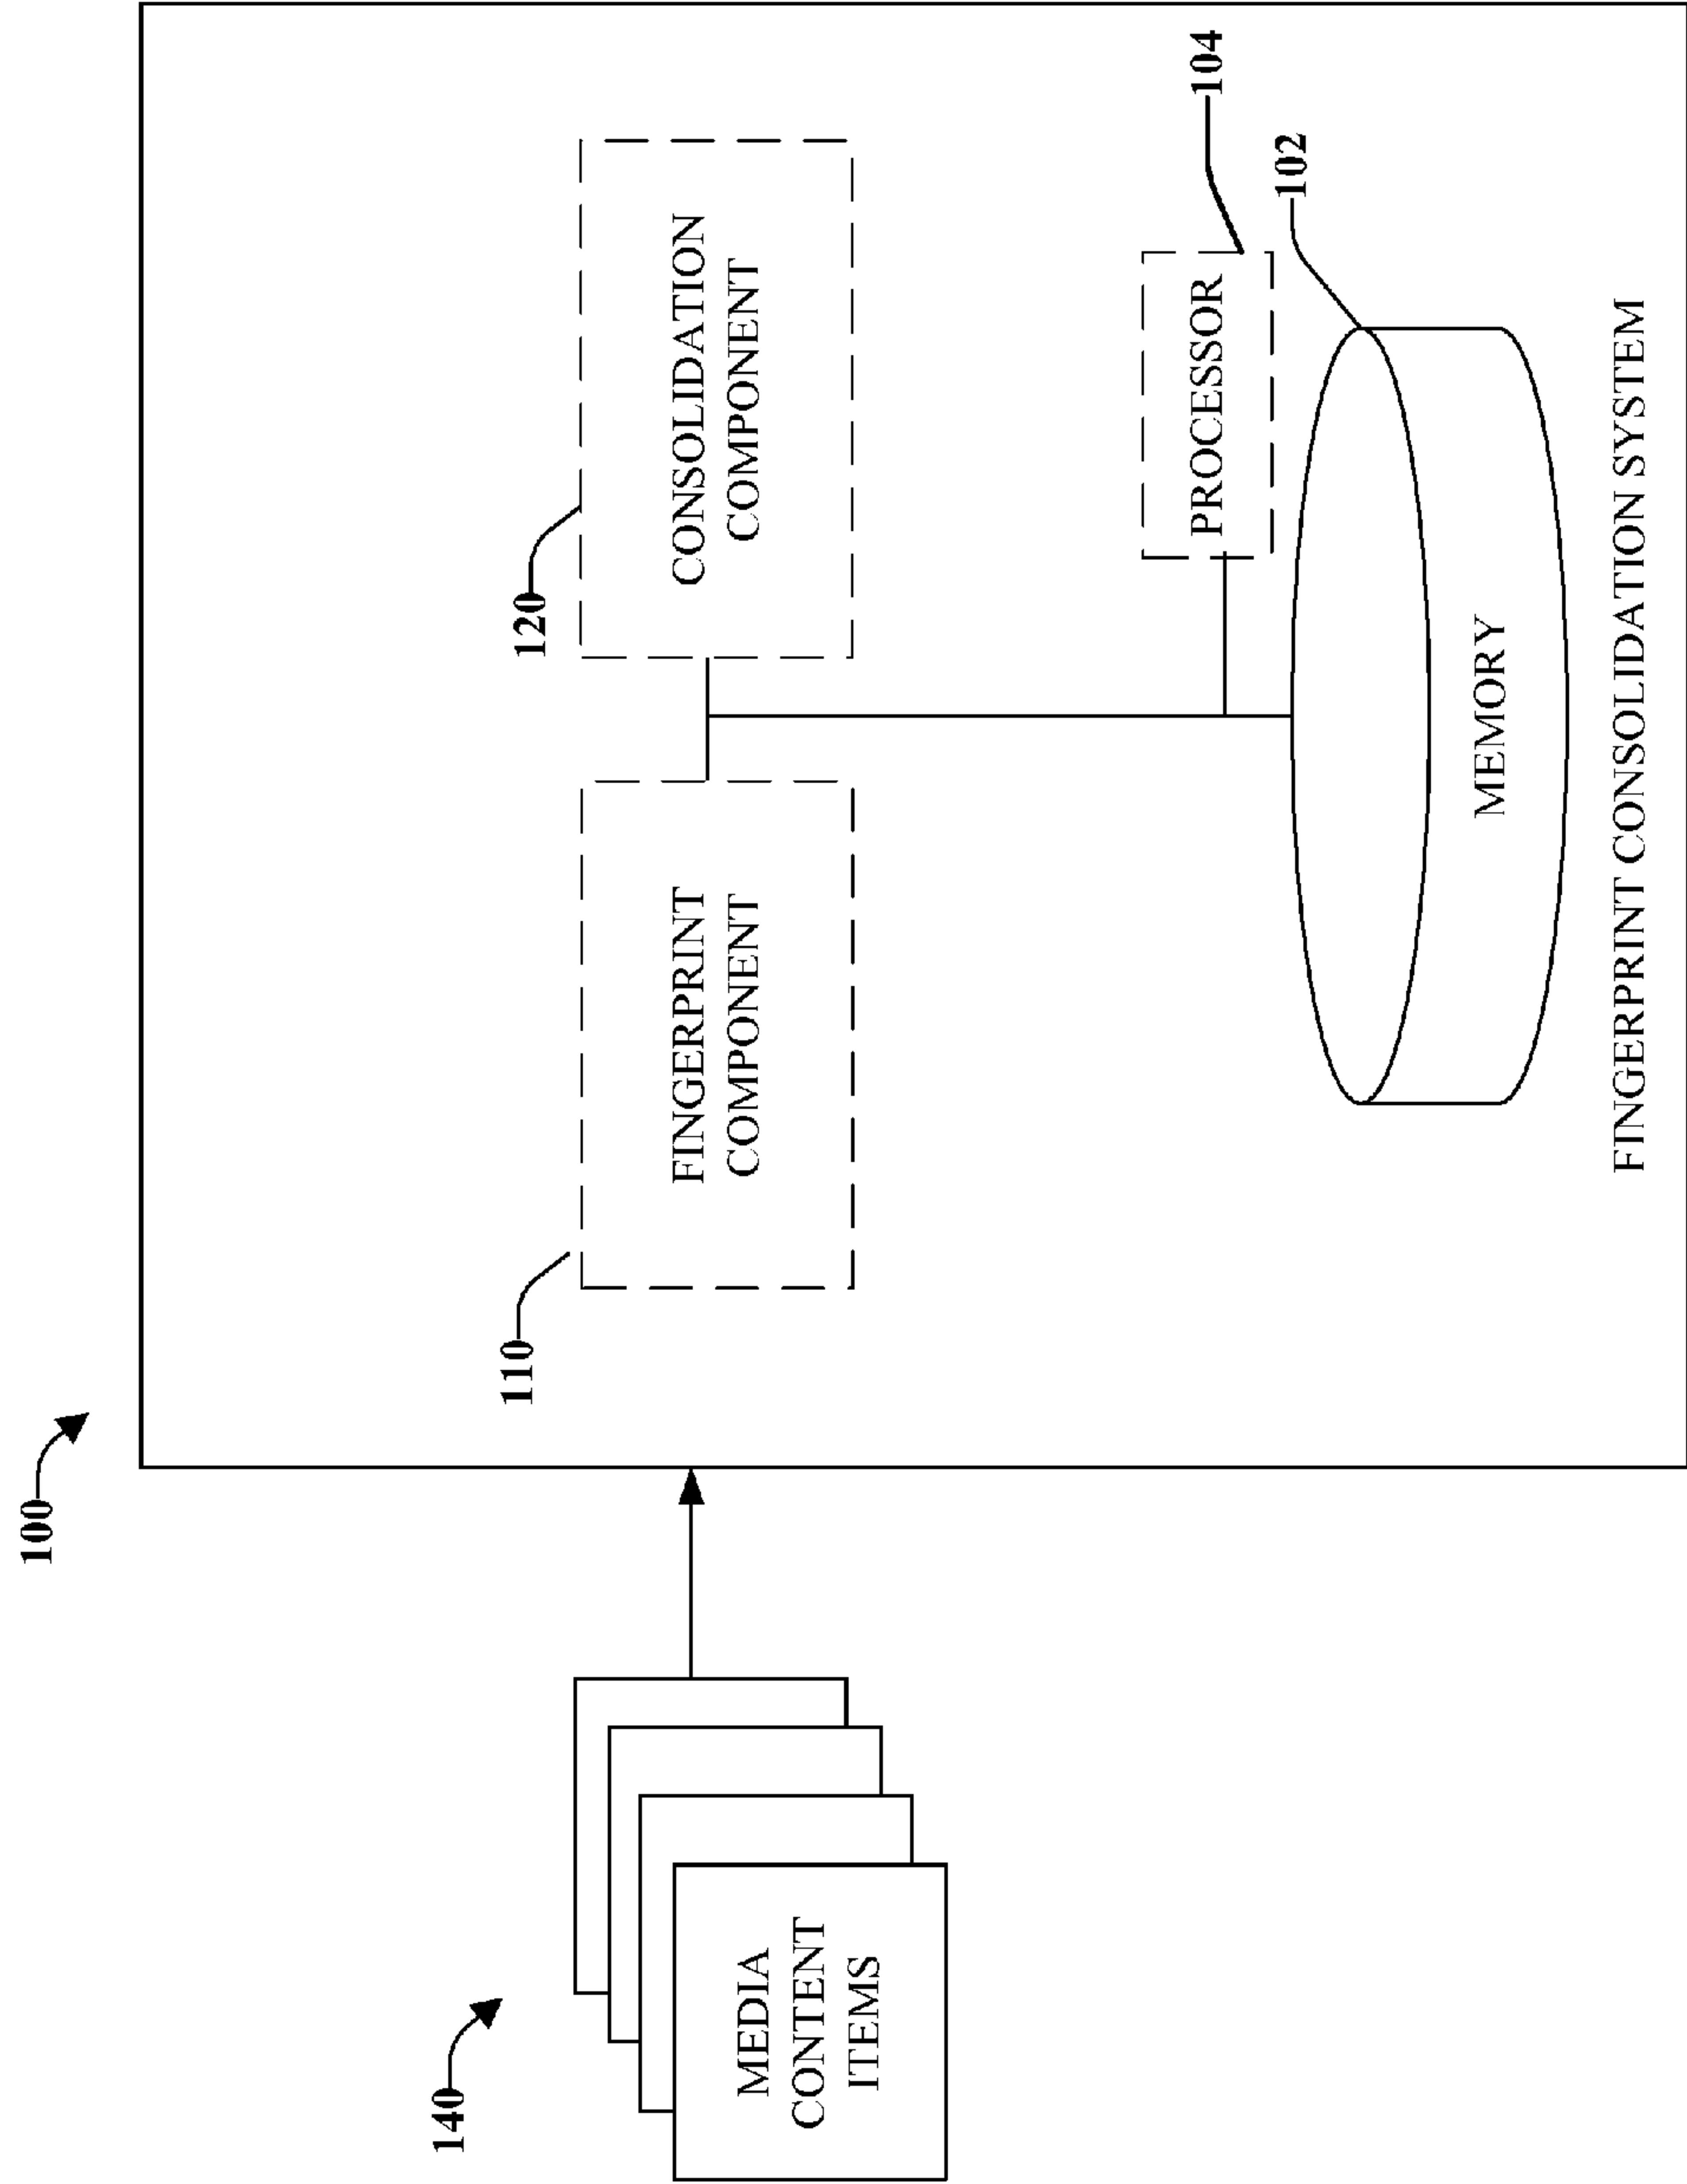 100
140
MEDIA
CONTENT
ITEMS
110
FINGERPRINT
COMPONENT
120
CONSOLIDATION
COMPONENT
104
PROCESSOR
102
MEMORY
FINGERPRINT CONSOLIDATION SYSTEM